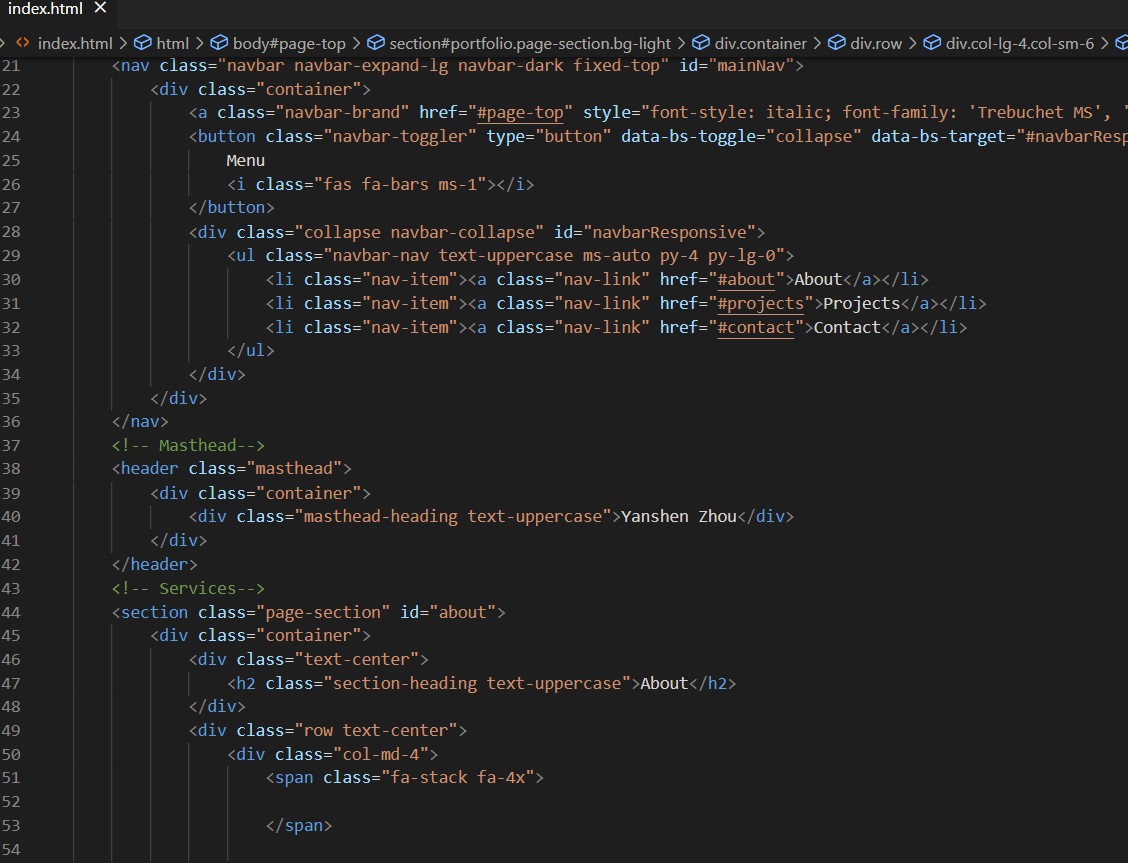 index.html
index.html > html > body#page-top > section#portfolio.page-section.bg-light > div.container > div.row > div.col-lg-4.col-sm-6 >
21 <nav class="navbar navbar-expand-lg navbar-dark fixed-top" id="mainNav">
22 <div class="container">
23 <a class="navbar-brand" href="#page-top" style="font-style: italic; font-family: 'Trebuchet MS', '
24 <button class="navbar-toggler" type="button" data-bs-toggle="collapse" data-bs-target="#navbarResp
25 Menu
26 <i class="fas fa-bars ms-1"></i>
27 </button>
28 <div class="collapse navbar-collapse" id="navbarResponsive">
29 <ul class="navbar-nav text-uppercase ms-auto py-4 py-lg-0">
30 <li class="nav-item"><a class="nav-link" href="#about">About</a></li>
31 <li class="nav-item"><a class="nav-link" href="#projects">Projects</a></li>
32 <li class="nav-item"><a class="nav-link" href="#contact">Contact</a></li>
33 </ul>
34 </div>
35 </div>
36 </nav>
37 <!-- Masthead-->
38 <header class="masthead">
39 <div class="container">
40 <div class="masthead-heading text-uppercase">Yanshen Zhou</div>
41 </div>
42 </header>
43 <!-- Services-->
44 <section class="page-section" id="about">
45 <div class="container">
46 <div class="text-center">
47 <h2 class="section-heading text-uppercase">About</h2>
48 </div>
49 <div class="row text-center">
50 <div class="col-md-4">
51 <span class="fa-stack fa-4x">
52
53 </span>
54